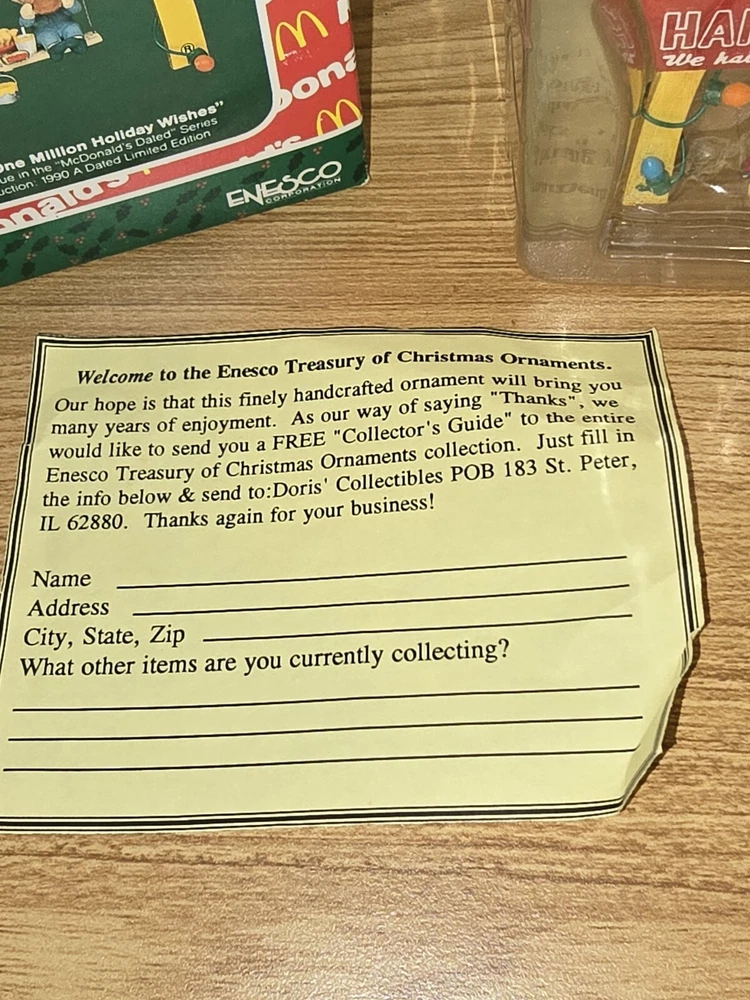 One Million Holiday Wishes"
ue in the "McDonald's Dated" Series
uction: 1990 A Dated Limited Edition
ENESCO
CORPORATION
HA
We ha
Welcome to the Enesco Treasury of Christmas Ornaments.
Our hope is that this finely handcrafted ornament will bring you
many years of enjoyment. As our way of saying "Thanks", we
would like to send you a FREE "Collector's Guide" to the entire
Enesco Treasury of Christmas Ornaments collection. Just fill in
the info below & send to:Doris' Collectibles POB 183 St. Peter,
IL 62880. Thanks again for your business!
Name
Address
City, State, Zip
What other items are you currently collecting?